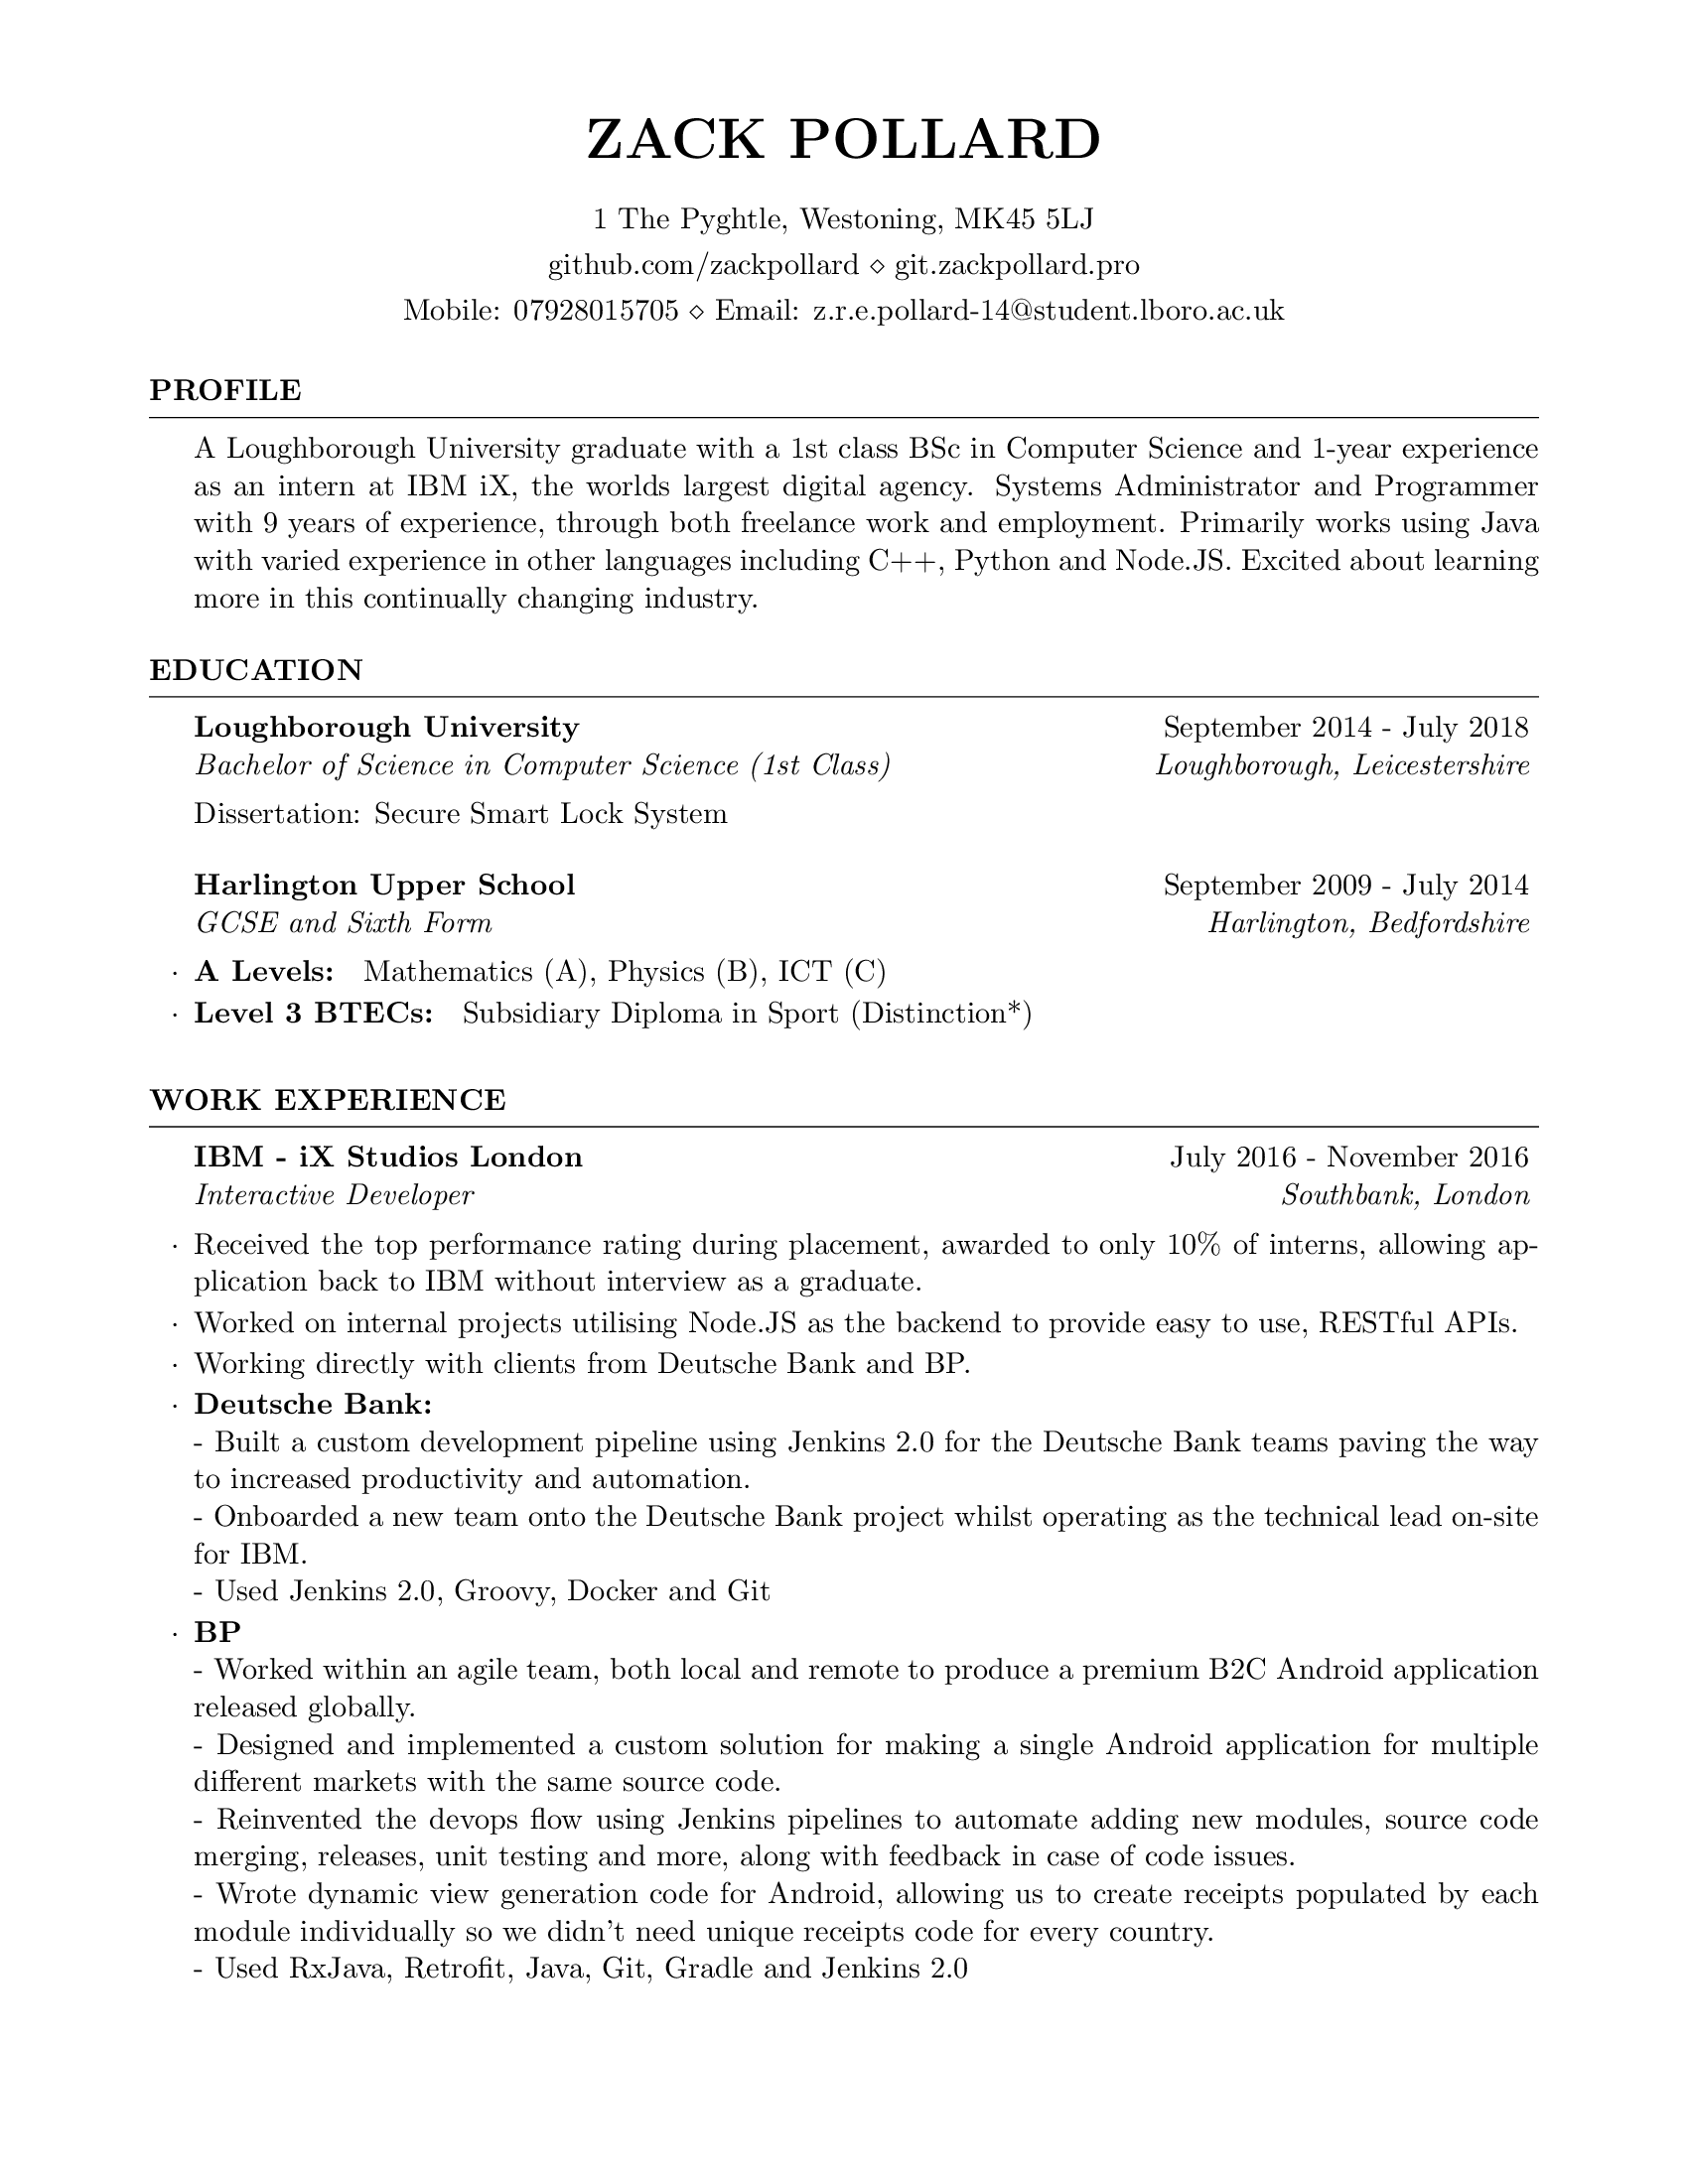 ZACK POLLARD
1 The Pyghtle, Westoning, MK45 5LJ
github.com/zackpollard ⋄ git.zackpollard.pro
Mobile: 07928015705 ⋄ Email: z.r.e.pollard-14@student.lboro.ac.uk
PROFILE
A Loughborough University graduate with a 1st class BSc in Computer Science and 1-year experience
as an intern at IBM iX, the worlds largest digital agency. Systems Administrator and Programmer
with 9 years of experience, through both freelance work and employment. Primarily works using Java
with varied experience in other languages including C++, Python and Node.JS. Excited about learning
more in this continually changing industry.
EDUCATION
Loughborough University September 2014 - July 2018
Bachelor of Science in Computer Science (1st Class) Loughborough, Leicestershire
Dissertation: Secure Smart Lock System
Harlington Upper School September 2009 - July 2014
GCSE and Sixth Form Harlington, Bedfordshire
· A Levels: Mathematics (A), Physics (B), ICT (C)
· Level 3 BTECs: Subsidiary Diploma in Sport (Distinction*)
WORK EXPERIENCE
IBM - iX Studios London July 2016 - November 2016
Interactive Developer Southbank, London
· Received the top performance rating during placement, awarded to only 10% of interns, allowing ap-
plication back to IBM without interview as a graduate.
· Worked on internal projects utilising Node.JS as the backend to provide easy to use, RESTful APIs.
· Working directly with clients from Deutsche Bank and BP.
· Deutsche Bank:
- Built a custom development pipeline using Jenkins 2.0 for the Deutsche Bank teams paving the way
to increased productivity and automation.
- Onboarded a new team onto the Deutsche Bank project whilst operating as the technical lead on-site
for IBM.
- Used Jenkins 2.0, Groovy, Docker and Git
· BP
- Worked within an agile team, both local and remote to produce a premium B2C Android application
released globally.
- Designed and implemented a custom solution for making a single Android application for multiple
different markets with the same source code.
- Reinvented the devops flow using Jenkins pipelines to automate adding new modules, source code
merging, releases, unit testing and more, along with feedback in case of code issues.
- Wrote dynamic view generation code for Android, allowing us to create receipts populated by each
module individually so we didn't need unique receipts code for every country.
- Used RxJava, Retrofit, Java, Git, Gradle and Jenkins 2.0